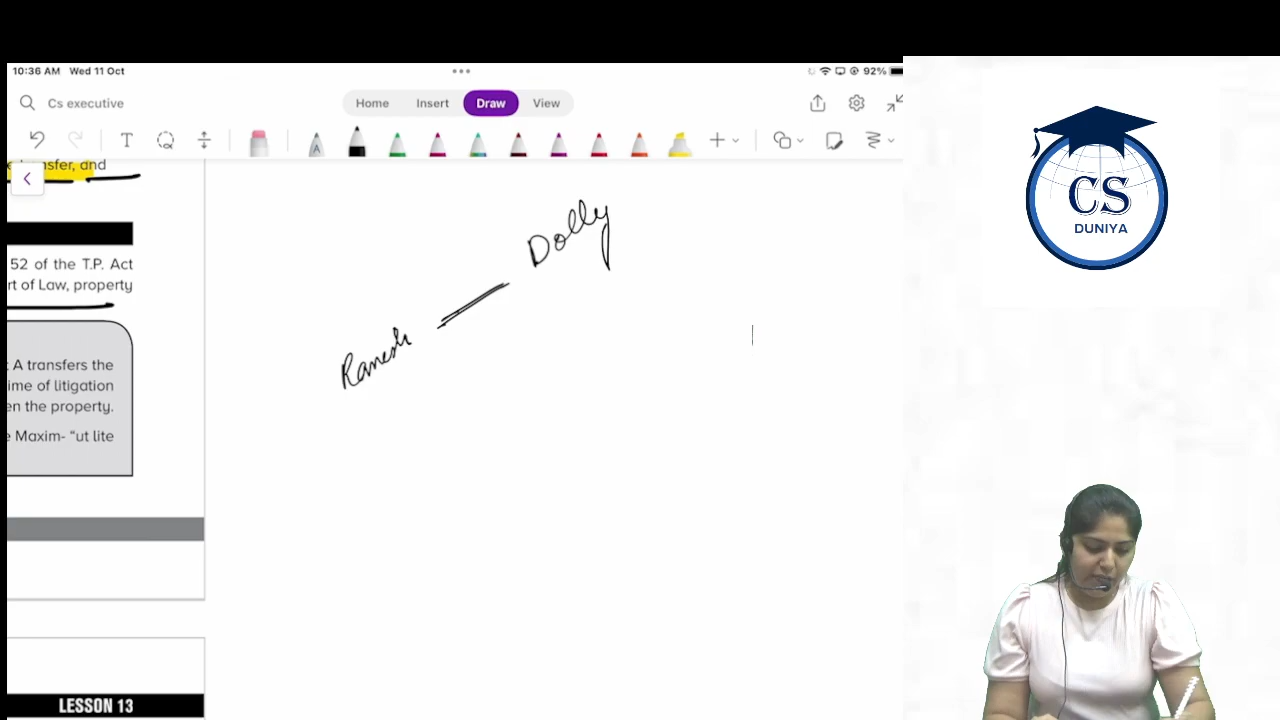 10:36 AM Wed 11 Oct
92%
Cs executive
Home Insert Draw View
T
A
nsfer, and
52 of the T.P. Act
rt of Law, property
A transfers the
ime of litigation
en the property.
e Maxim- “ut lite
LESSON 13
Dolly
Ramesh
CS
DUNIYA